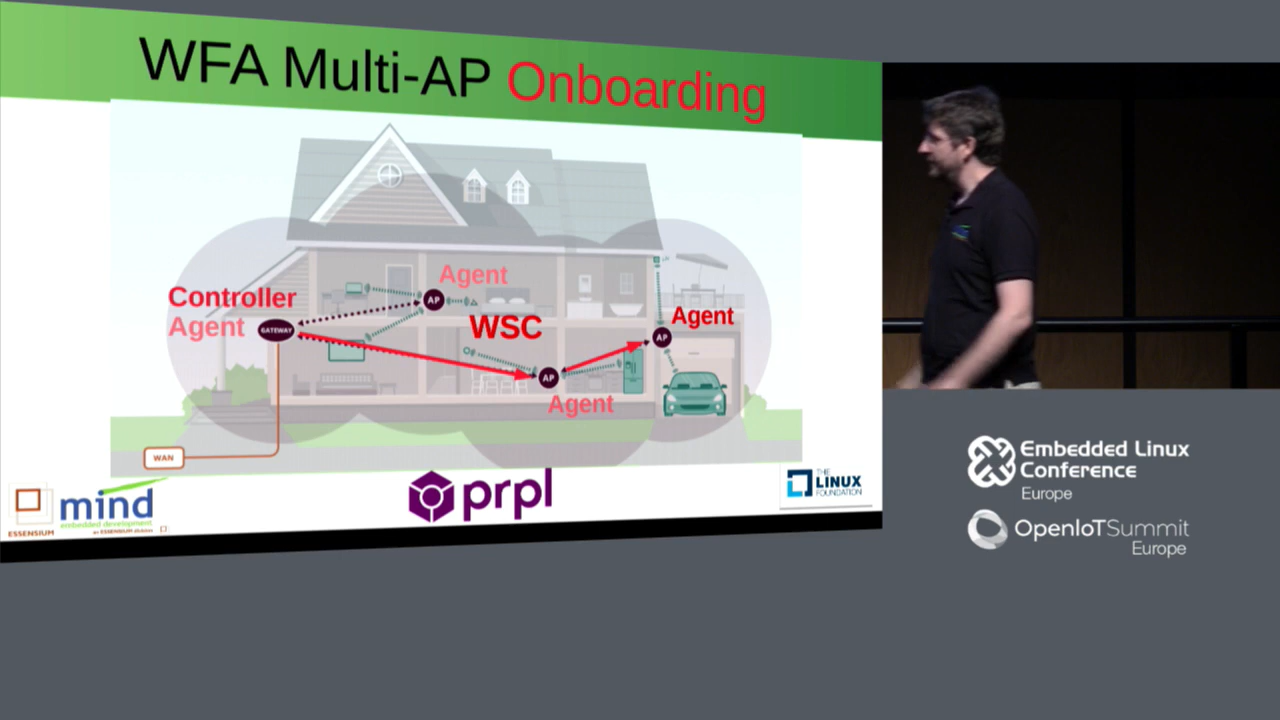 WFA Multi-AP Onboarding
Agent
Controller
Agent
GATEWAY
AP
WSC
Agent
AP
AP
Agent
WAN
mind
embedded development
ESSENSIUM
prpl
THE
LINUX
FOUNDATION
Embedded Linux
Conference
Europe
OpenIoTSummit
Europe